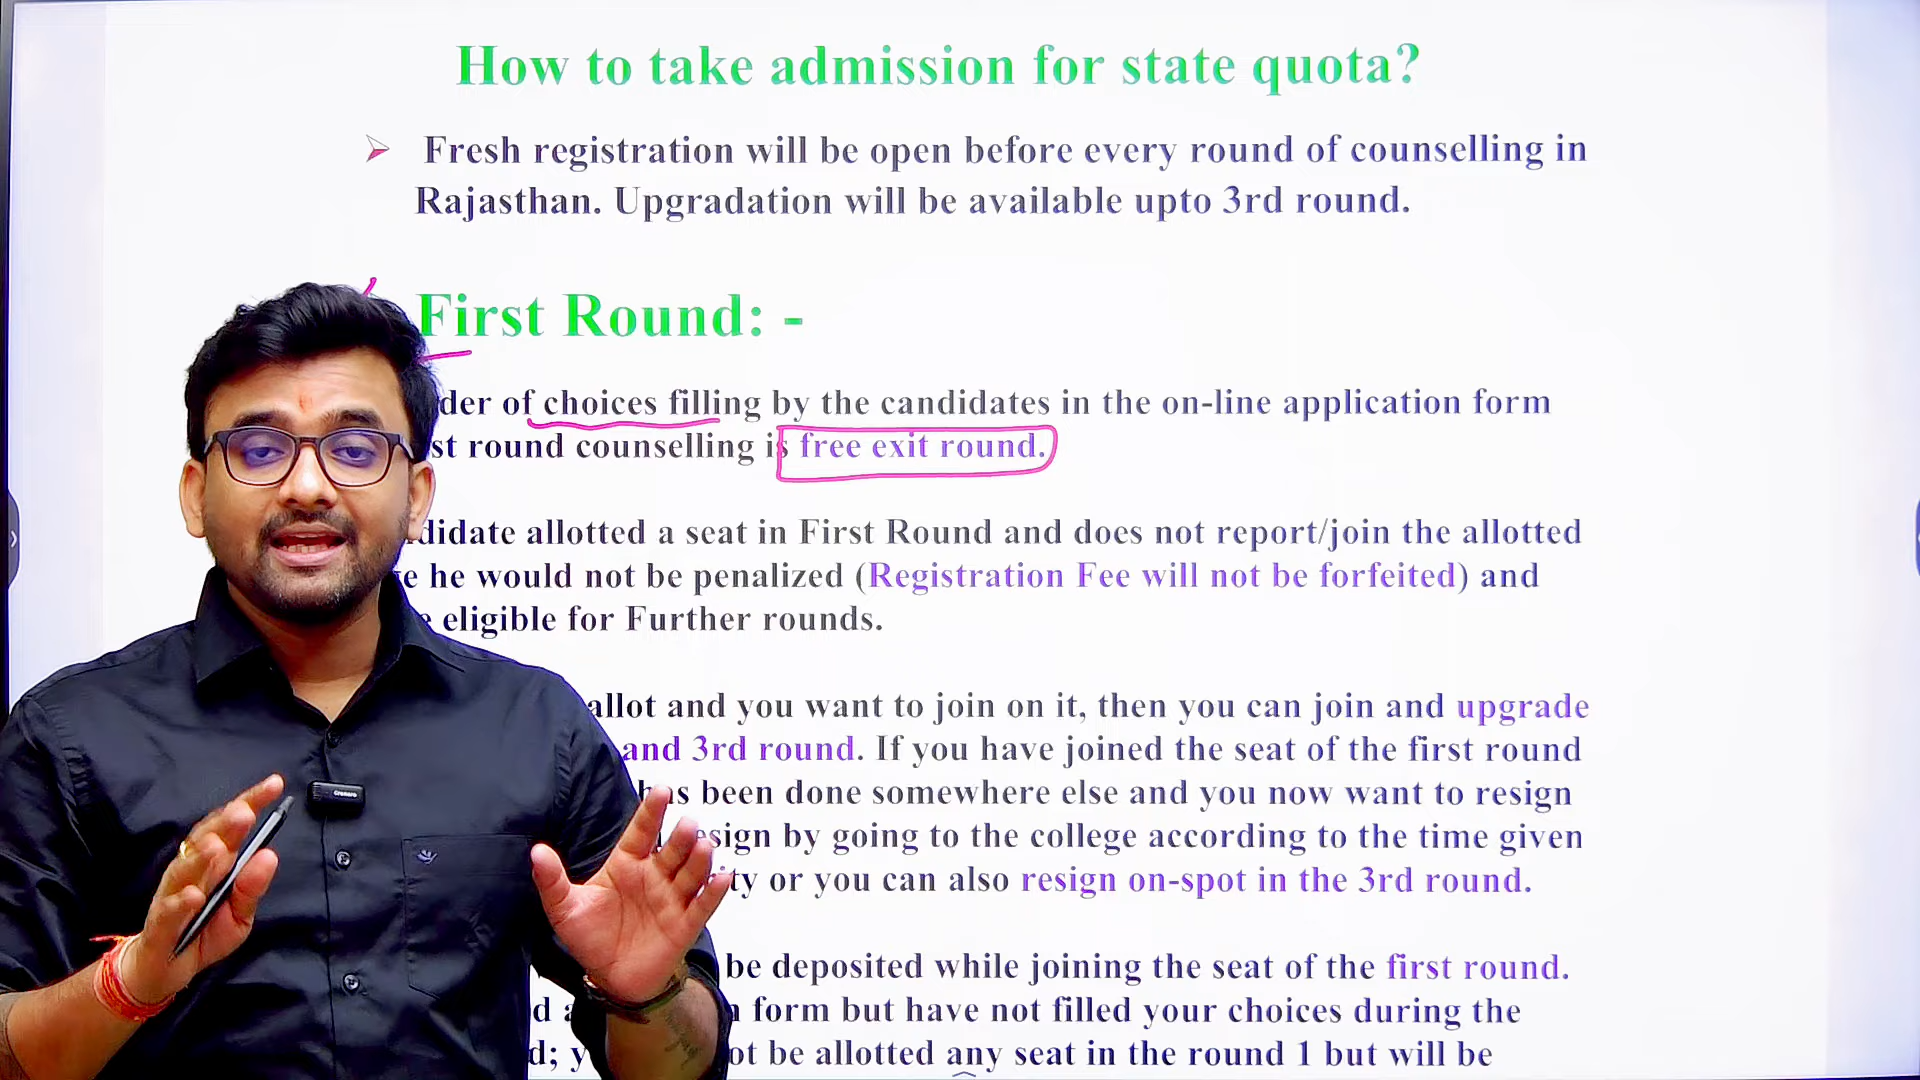 How to take admission for state quota?
Fresh registration will be open before every round of counselling in
Rajasthan. Upgradation will be available upto 3rd round.
First Round: -
of choices filling by the candidates in the on-line application form
round counselling is free exit round.
allotted a seat in First Round and does not report/join the allotted
he would not be penalized (Registration Fee will not be forfeited) and
eligible for Further rounds.
allot and you want to join on it, then you can join and upgrade
and 3rd round. If you have joined the seat of the first round
has been done somewhere else and you now want to resign
by going to the college according to the time given
or you can also resign on-spot in the 3rd round.
be deposited while joining the seat of the first round.
form but have not filled your choices during the
be allotted any seat in the round 1 but will be